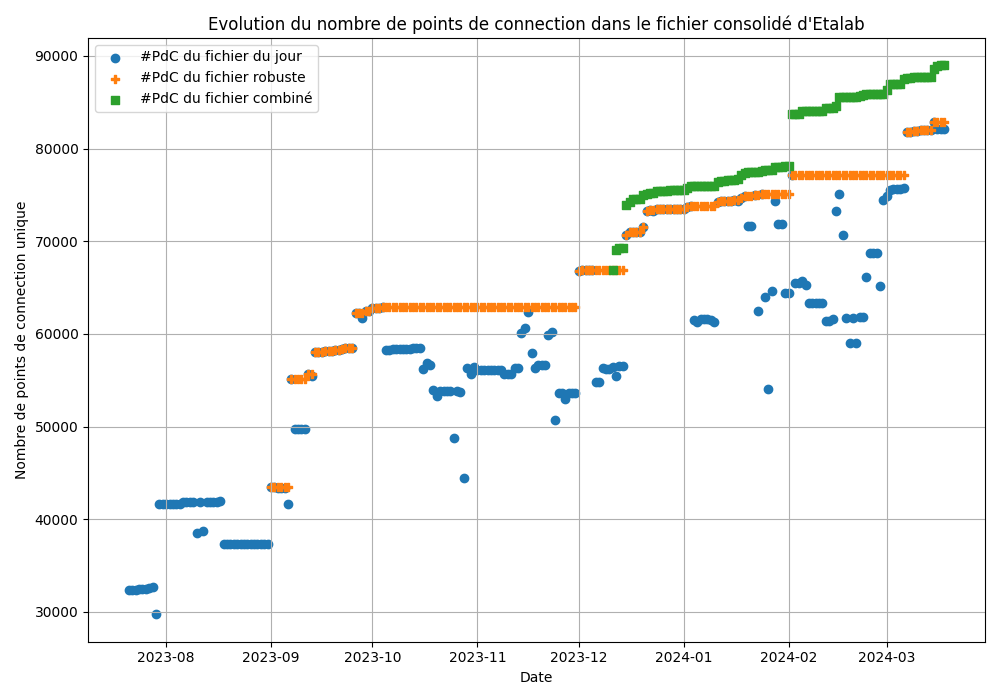 Evolution du nombre de points de connection dans le fichier consolidé d'Etalab
#PdC du fichier du jour
#PdC du fichier robuste
#PdC du fichier combiné
Nombre de points de connection unique
90000
80000
70000
60000
50000
40000
30000
2023-08 2023-09 2023-10 2023-11 2023-12 2024-01 2024-02 2024-03
Date